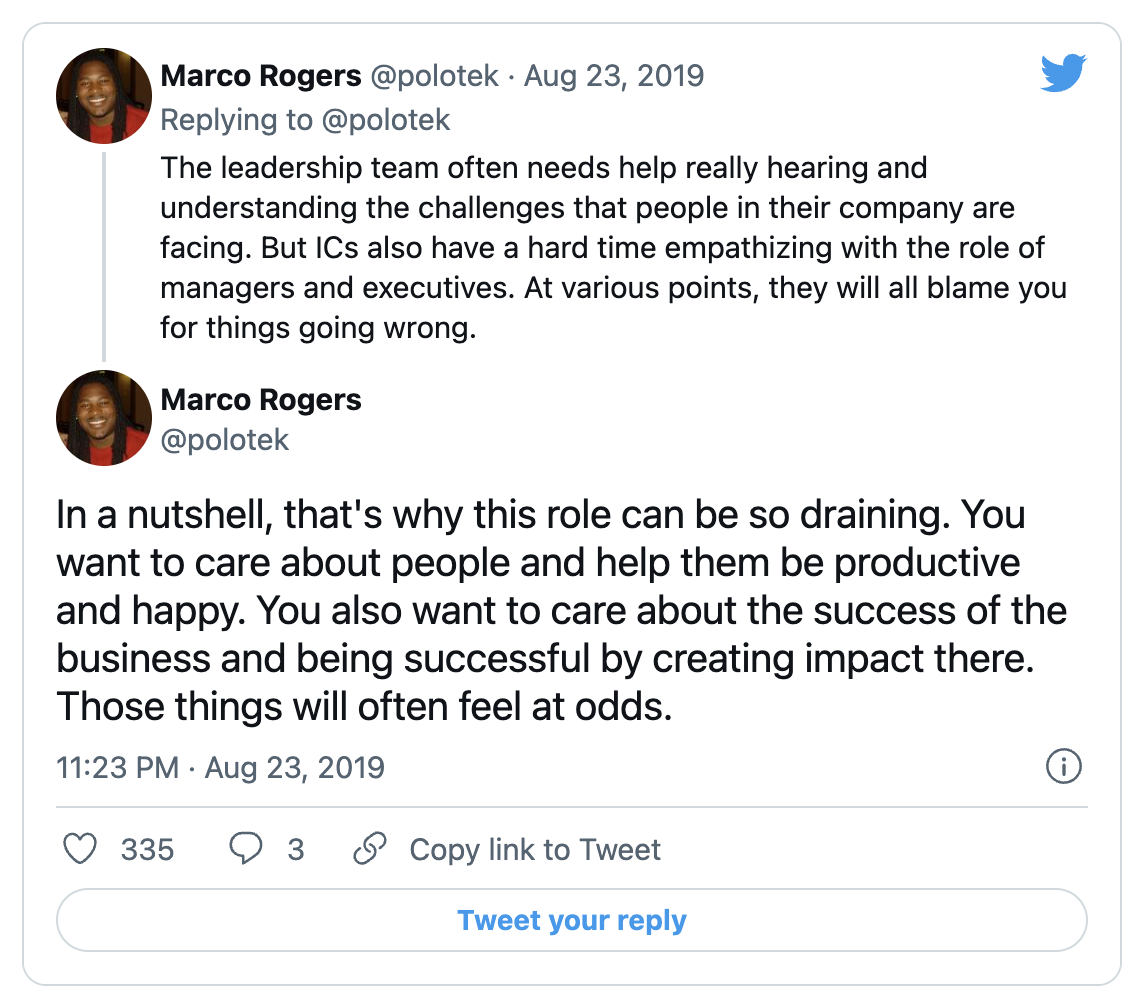 Marco Rogers @polotek · Aug 23, 2019
Replying to @polotek
The leadership team often needs help really hearing and
understanding the challenges that people in their company are
facing. But ICs also have a hard time empathizing with the role of
managers and executives. At various points, they will all blame you
for things going wrong.
Marco Rogers
@polotek
In a nutshell, that's why this role can be so draining. You
want to care about people and help them be productive
and happy. You also want to care about the success of the
business and being successful by creating impact there.
Those things will often feel at odds.
11:23 PM · Aug 23, 2019
335 3 Copy link to Tweet
Tweet your reply